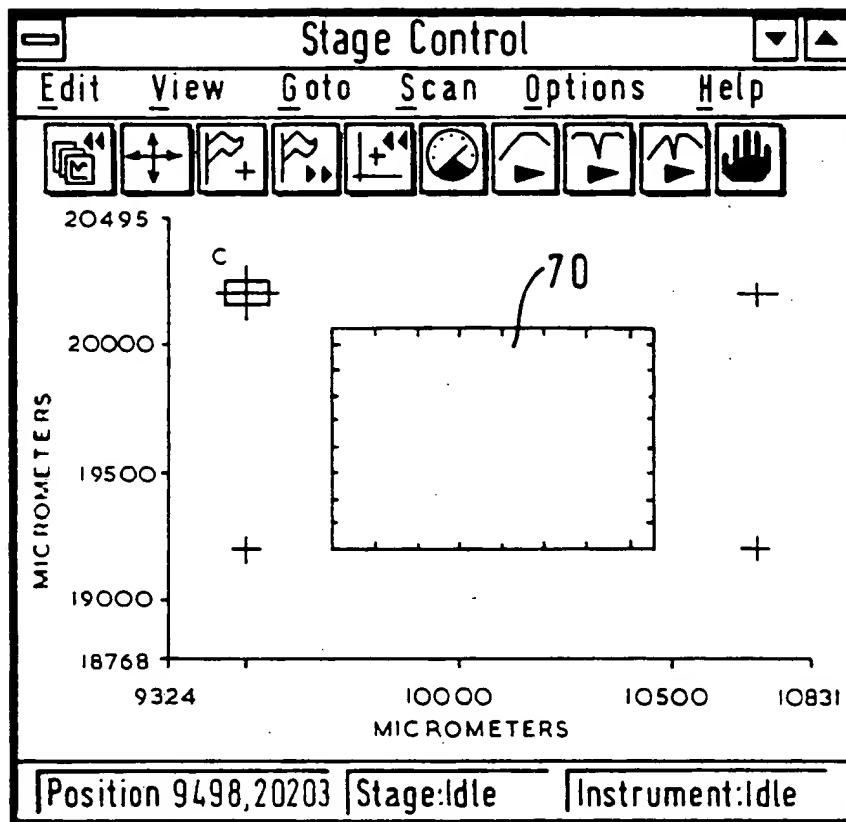 Stage Control
Edit View Goto Scan Options Help
20495
C
70
20000
MICROMETERS
19500
19000
18768
9324 10000 10500 10831
MICROMETERS
Position 9498,20203 Stage:Idle Instrument:Idle